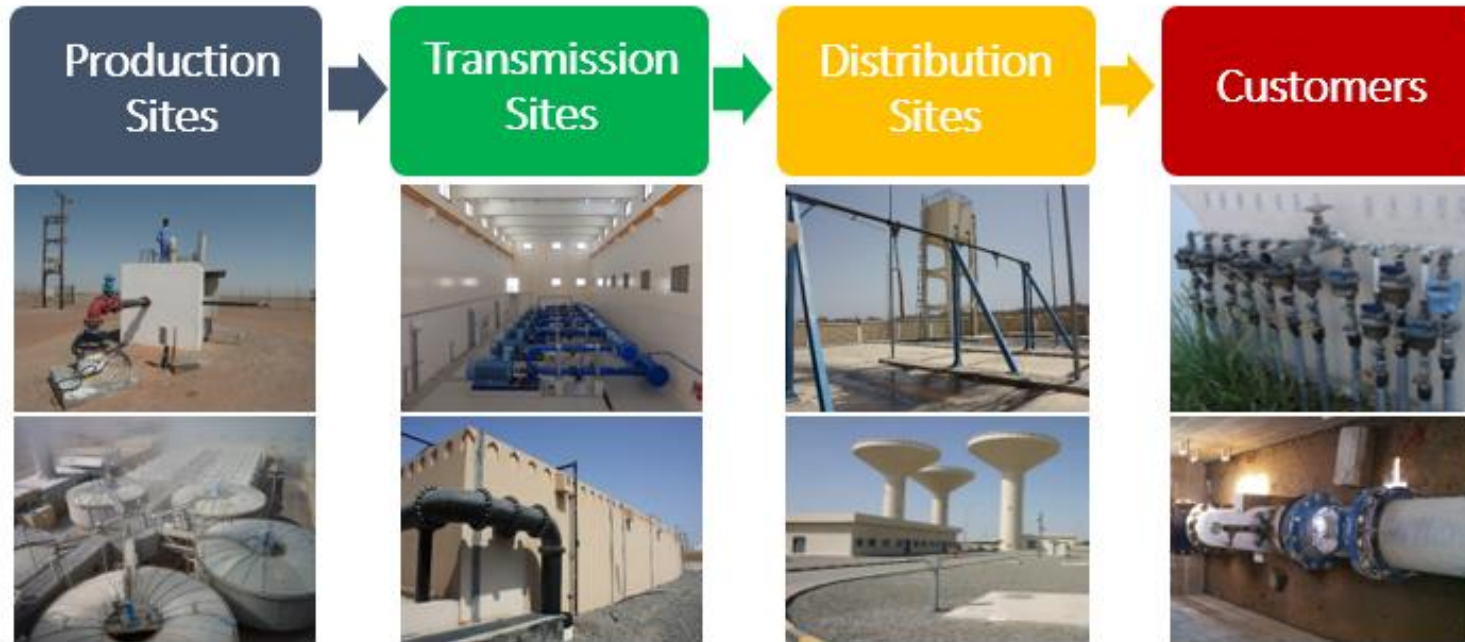 Production
Sites
Transmission
Sites
Distribution
Sites
Customers